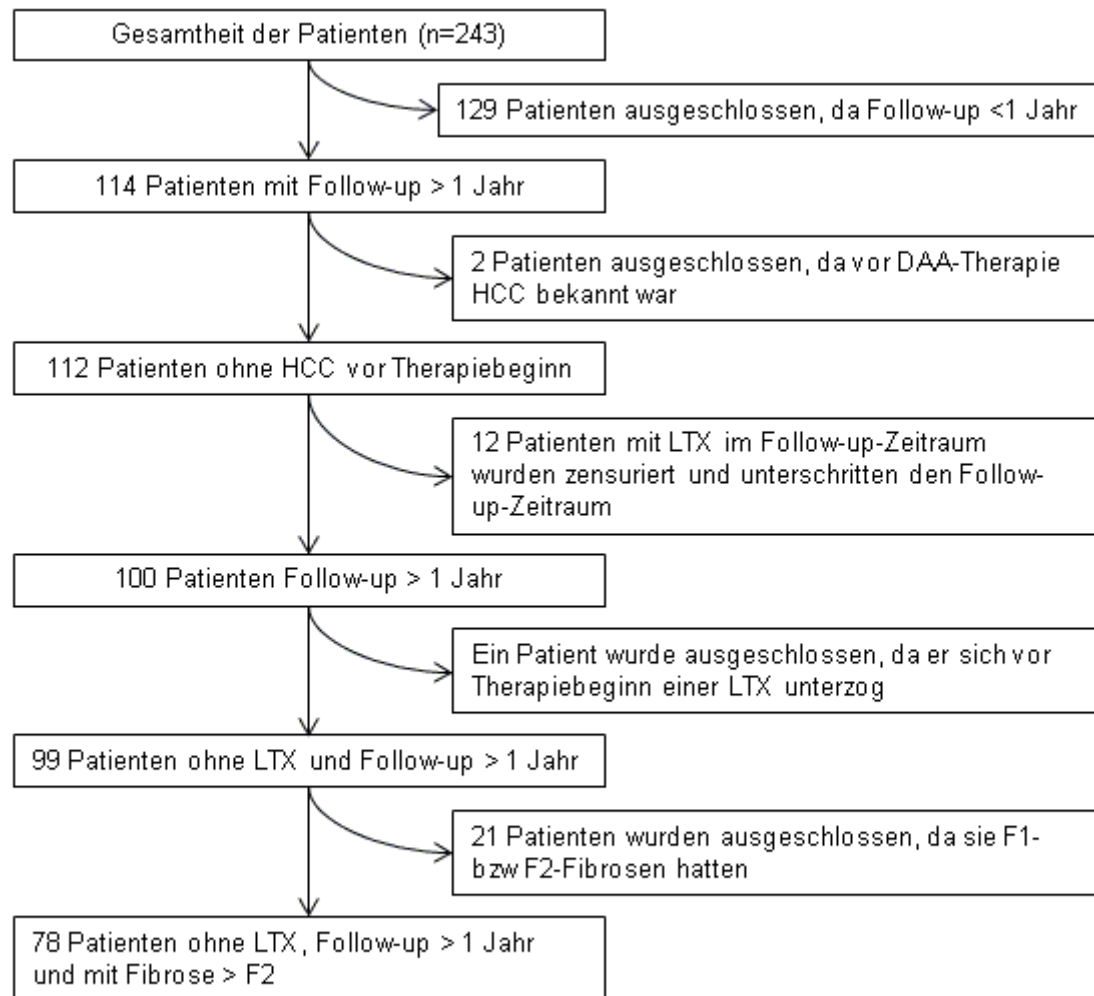 Gesamtheit der Patienten (n=243)
129 Patienten ausgeschlossen, da Follow-up <1 Jahr
114 Patienten mit Follow-up > 1 Jahr
2 Patienten ausgeschlossen, da vor DAA-Therapie
HCC bekannt war
112 Patienten ohne HCC vor Therapiebeginn
12 Patienten mit LTX im Follow-up-Zeitraum
wurden zensuriert und unterschritten den Follow-
up-Zeitraum
100 Patienten Follow-up > 1 Jahr
Ein Patient wurde ausgeschlossen, da er sich vor
Therapiebeginn einer LTX unterzog
99 Patienten ohne LTX und Follow-up > 1 Jahr
21 Patienten wurden ausgeschlossen, da sie F1-
bzw F2-Fibrosen hatten
78 Patienten ohne LTX, Follow-up > 1 Jahr
und mit Fibrose > F2